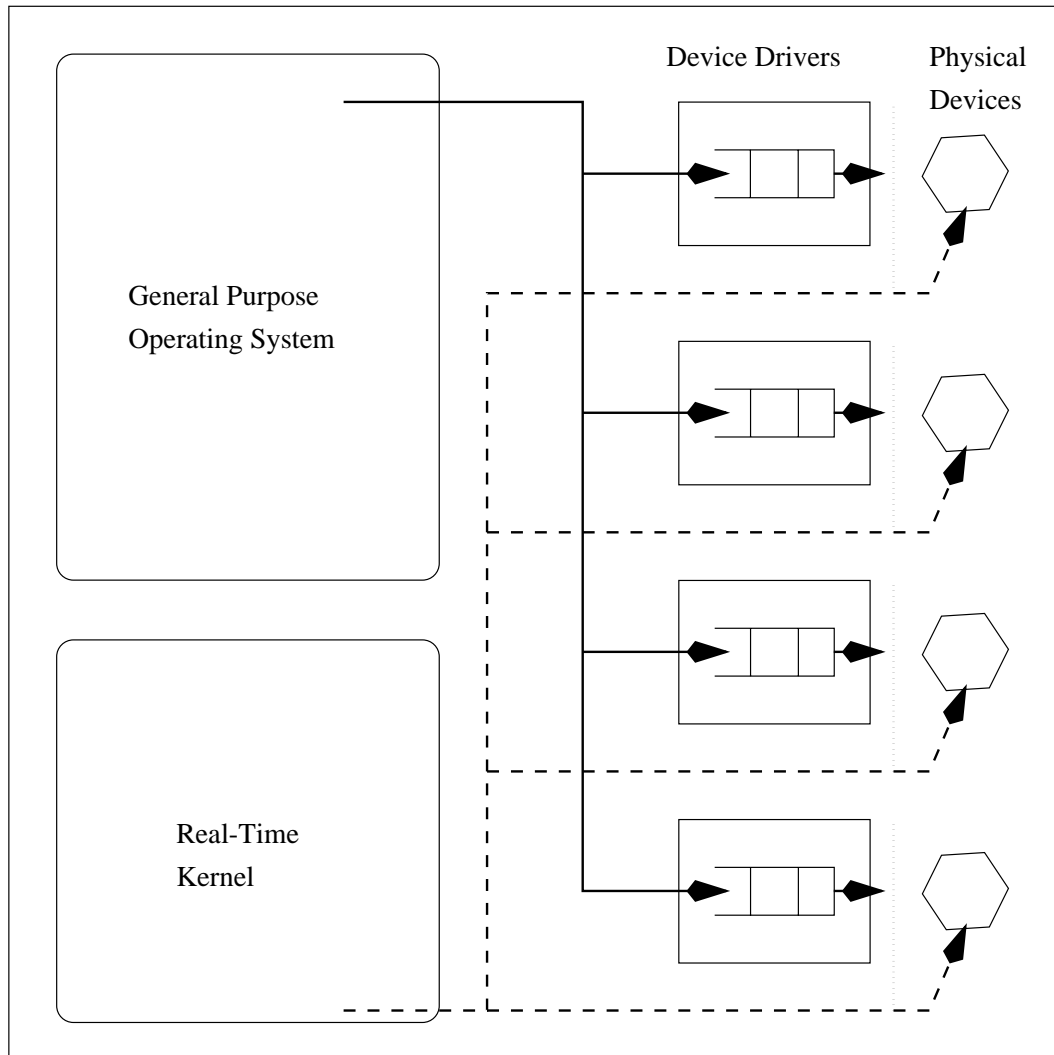 Device Drivers
Physical
Devices
General Purpose
Operating System
Real-Time
Kernel